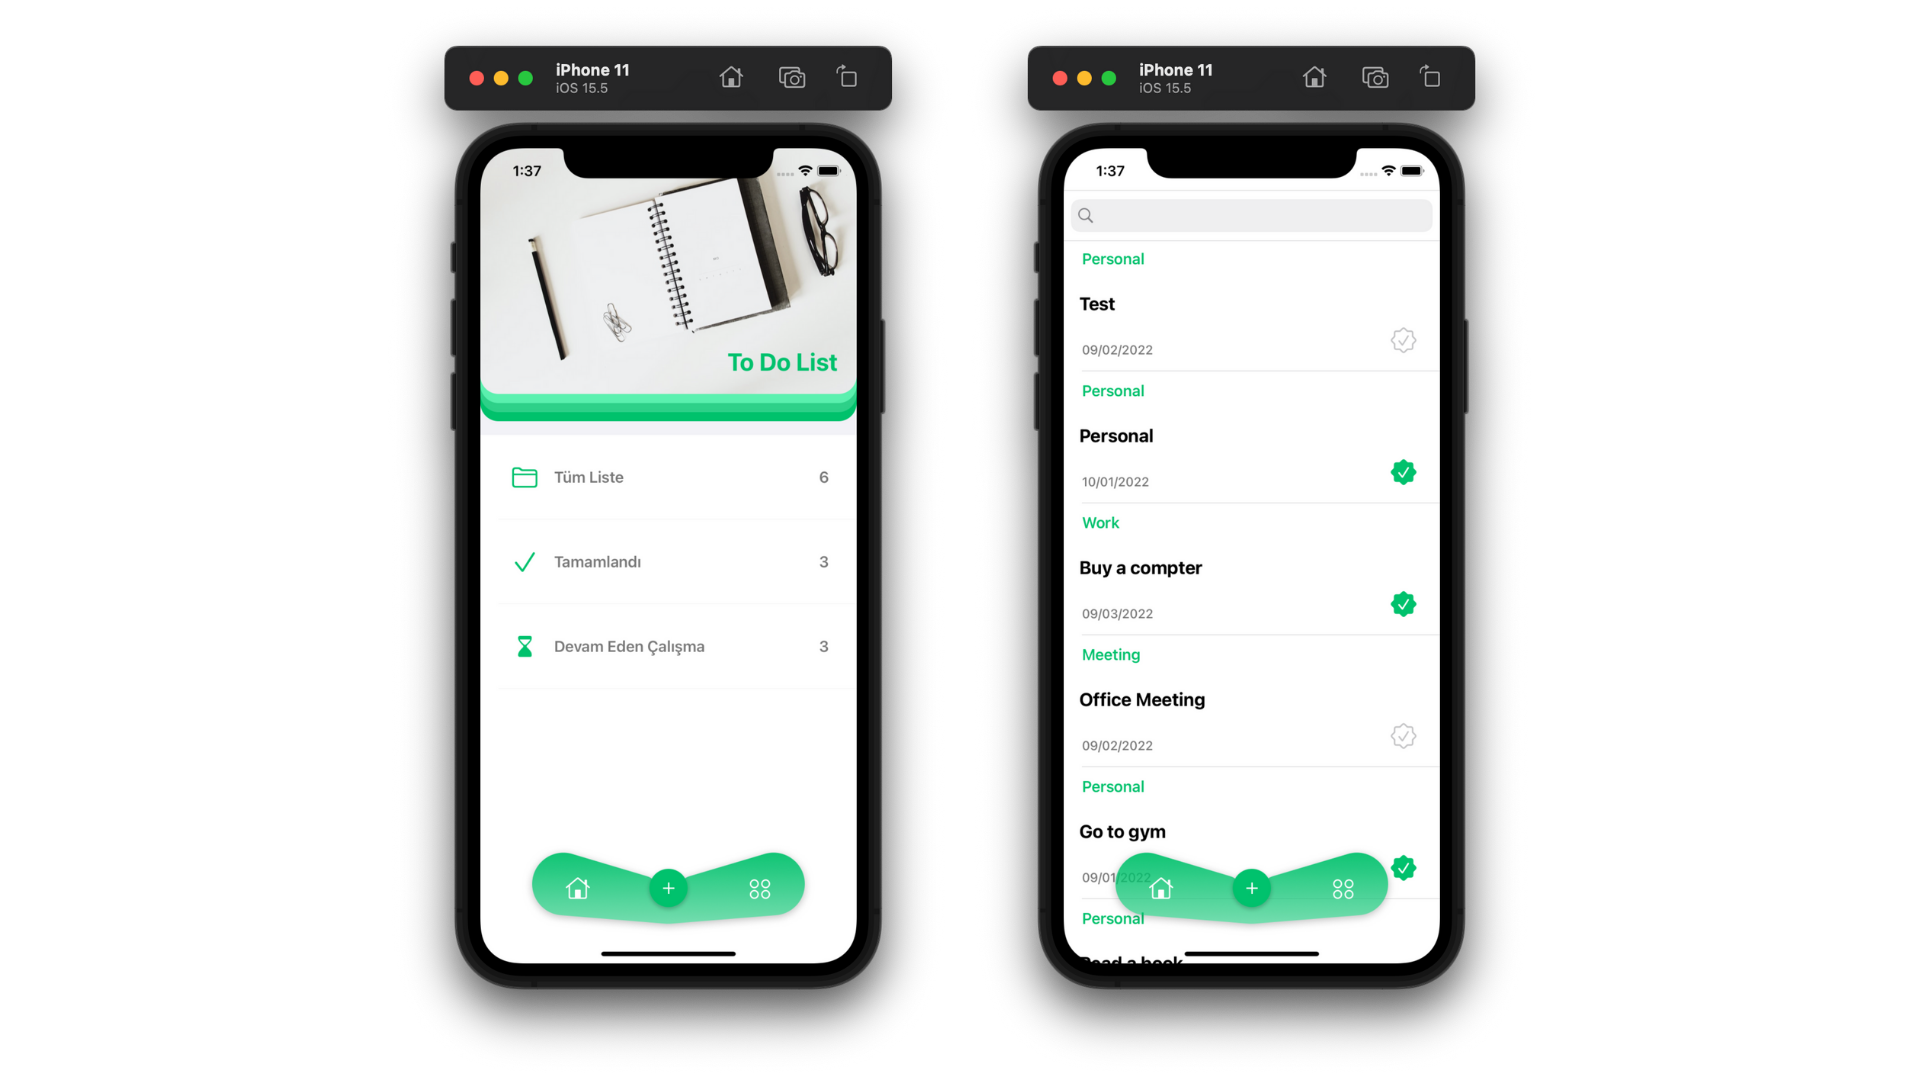 iPhone 11
iOS 15.5
1:37
To Do List
Tüm Liste 6
Tamamlandı 3
Devam Eden Çalışma 3
+
iPhone 11
iOS 15.5
1:37
Personal
Test
09/02/2022
Personal
Personal
10/01/2022
Work
Buy a compter
09/03/2022
Meeting
Office Meeting
09/02/2022
Personal
Go to gym
09/01/2022
+
Personal
Read a book